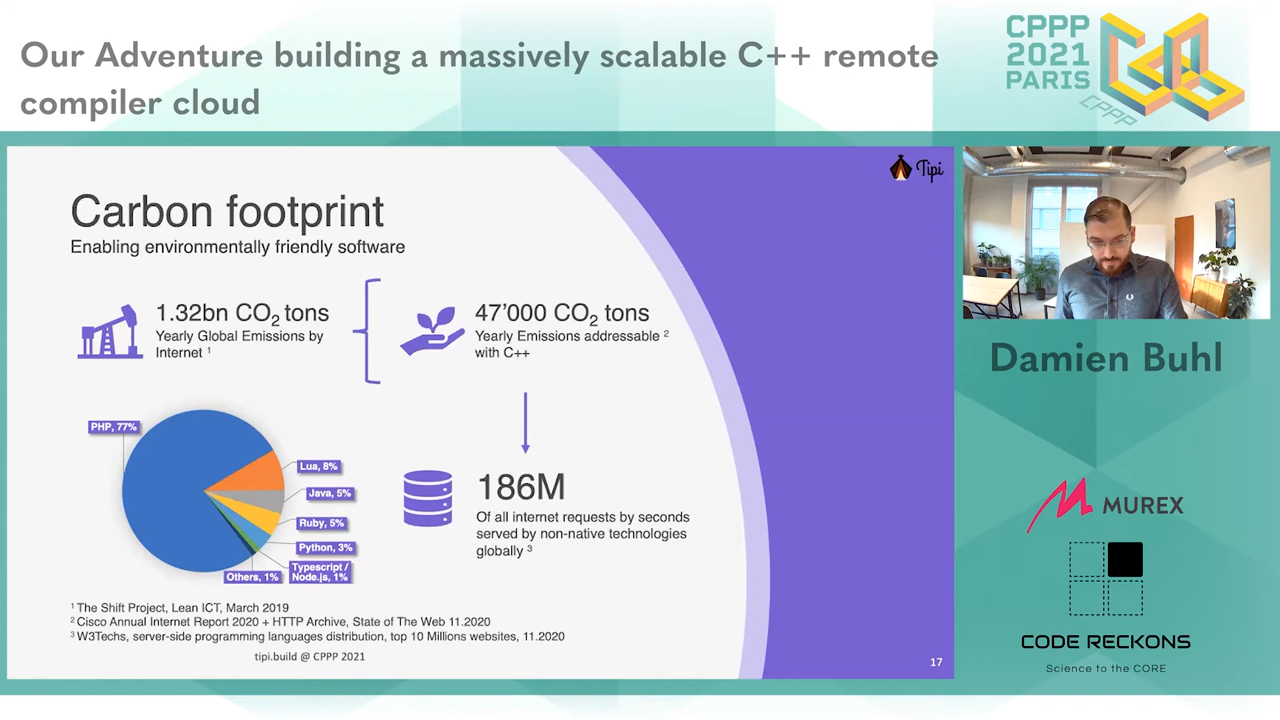 Our Adventure building a massively scalable C++ remote
compiler cloud
CPPP
2021
PARIS
CPPP
Tipi
Carbon footprint
Enabling environmentally friendly software
1.32bn CO2 tons
Yearly Global Emissions by
Internet 1
47'000 CO2 tons
Yearly Emissions addressable 2
with C++
PHP, 77%
Lua, 8%
Java, 5%
Ruby, 5%
Python, 3%
Typescript /
Node.js, 1%
Others, 1%
186M
Of all internet requests by seconds
served by non-native technologies
globally 3
1 The Shift Project, Lean ICT, March 2019
2 Cisco Annual Internet Report 2020 + HTTP Archive, State of The Web 11.2020
3 W3Techs, server-side programming languages distribution, top 10 Millions websites, 11.2020
tipi.build @ CPPP 2021
17
Damien Buhl
MUREX
CODE RECKONS
Science to the CORE